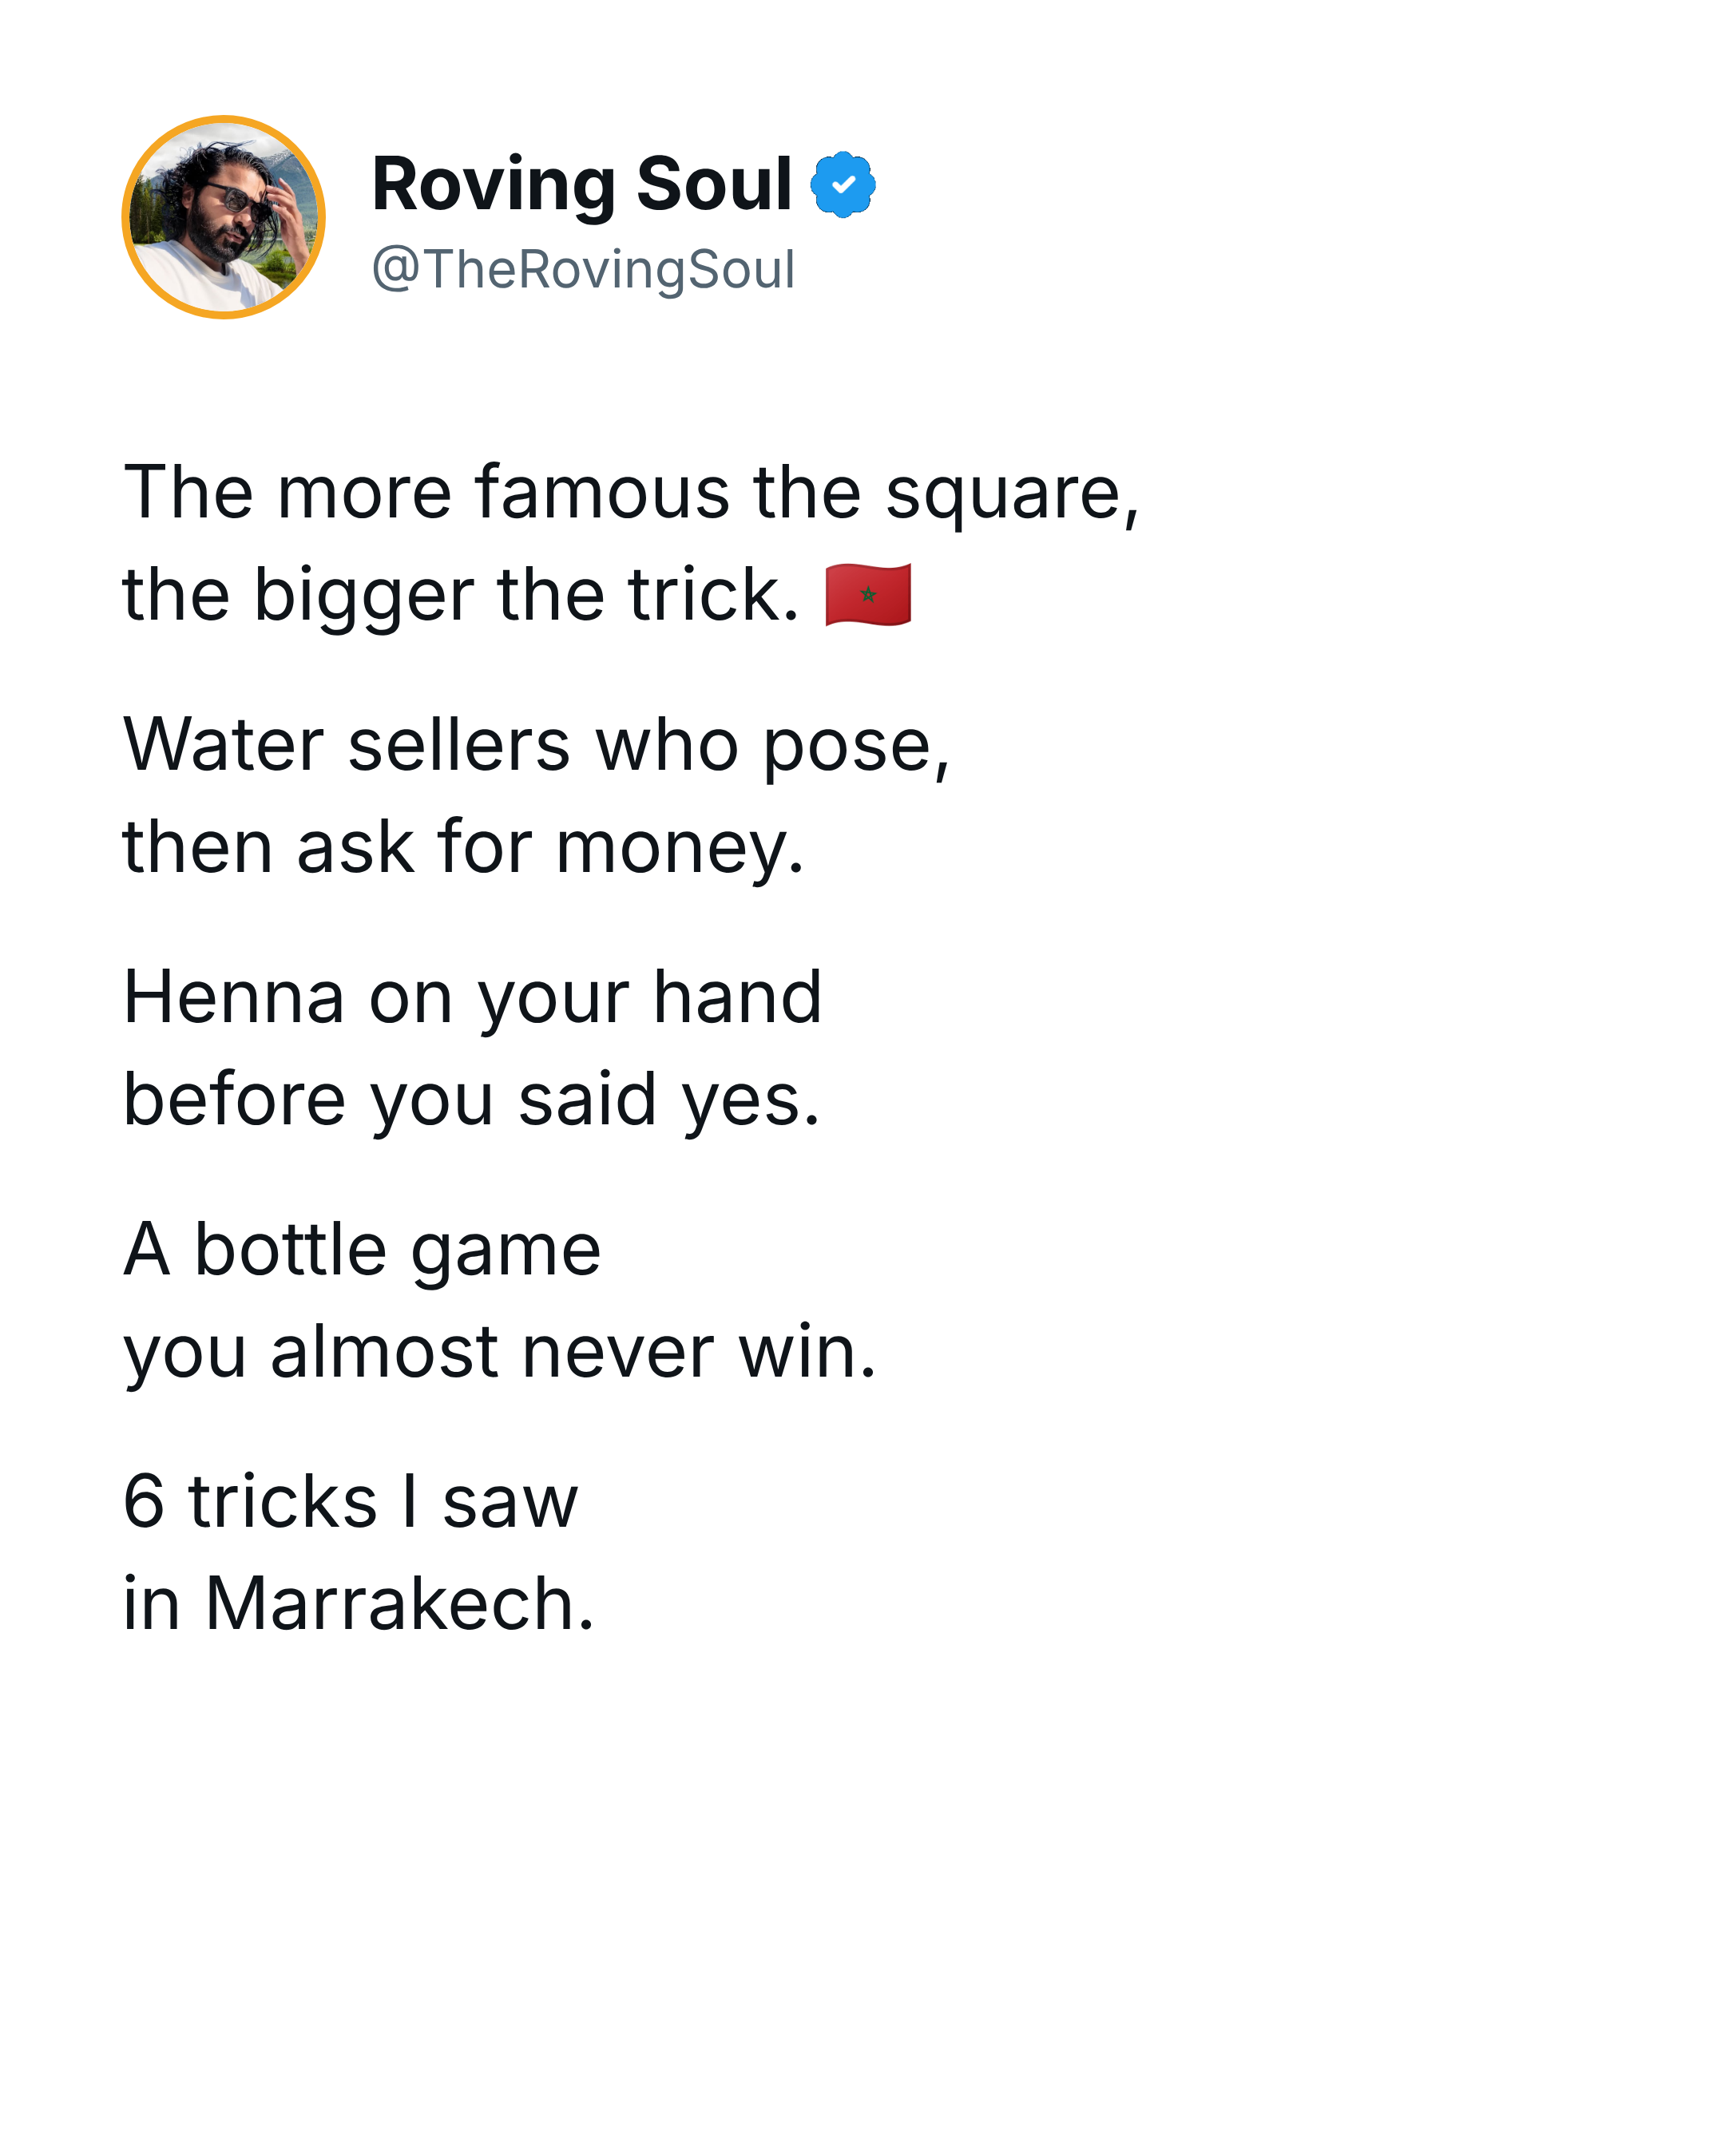 Roving Soul
@TheRovingSoul
The more famous the square,
the bigger the trick. 🇲🇦
Water sellers who pose,
then ask for money.
Henna on your hand
before you said yes.
A bottle game
you almost never win.
6 tricks I saw
in Marrakech.